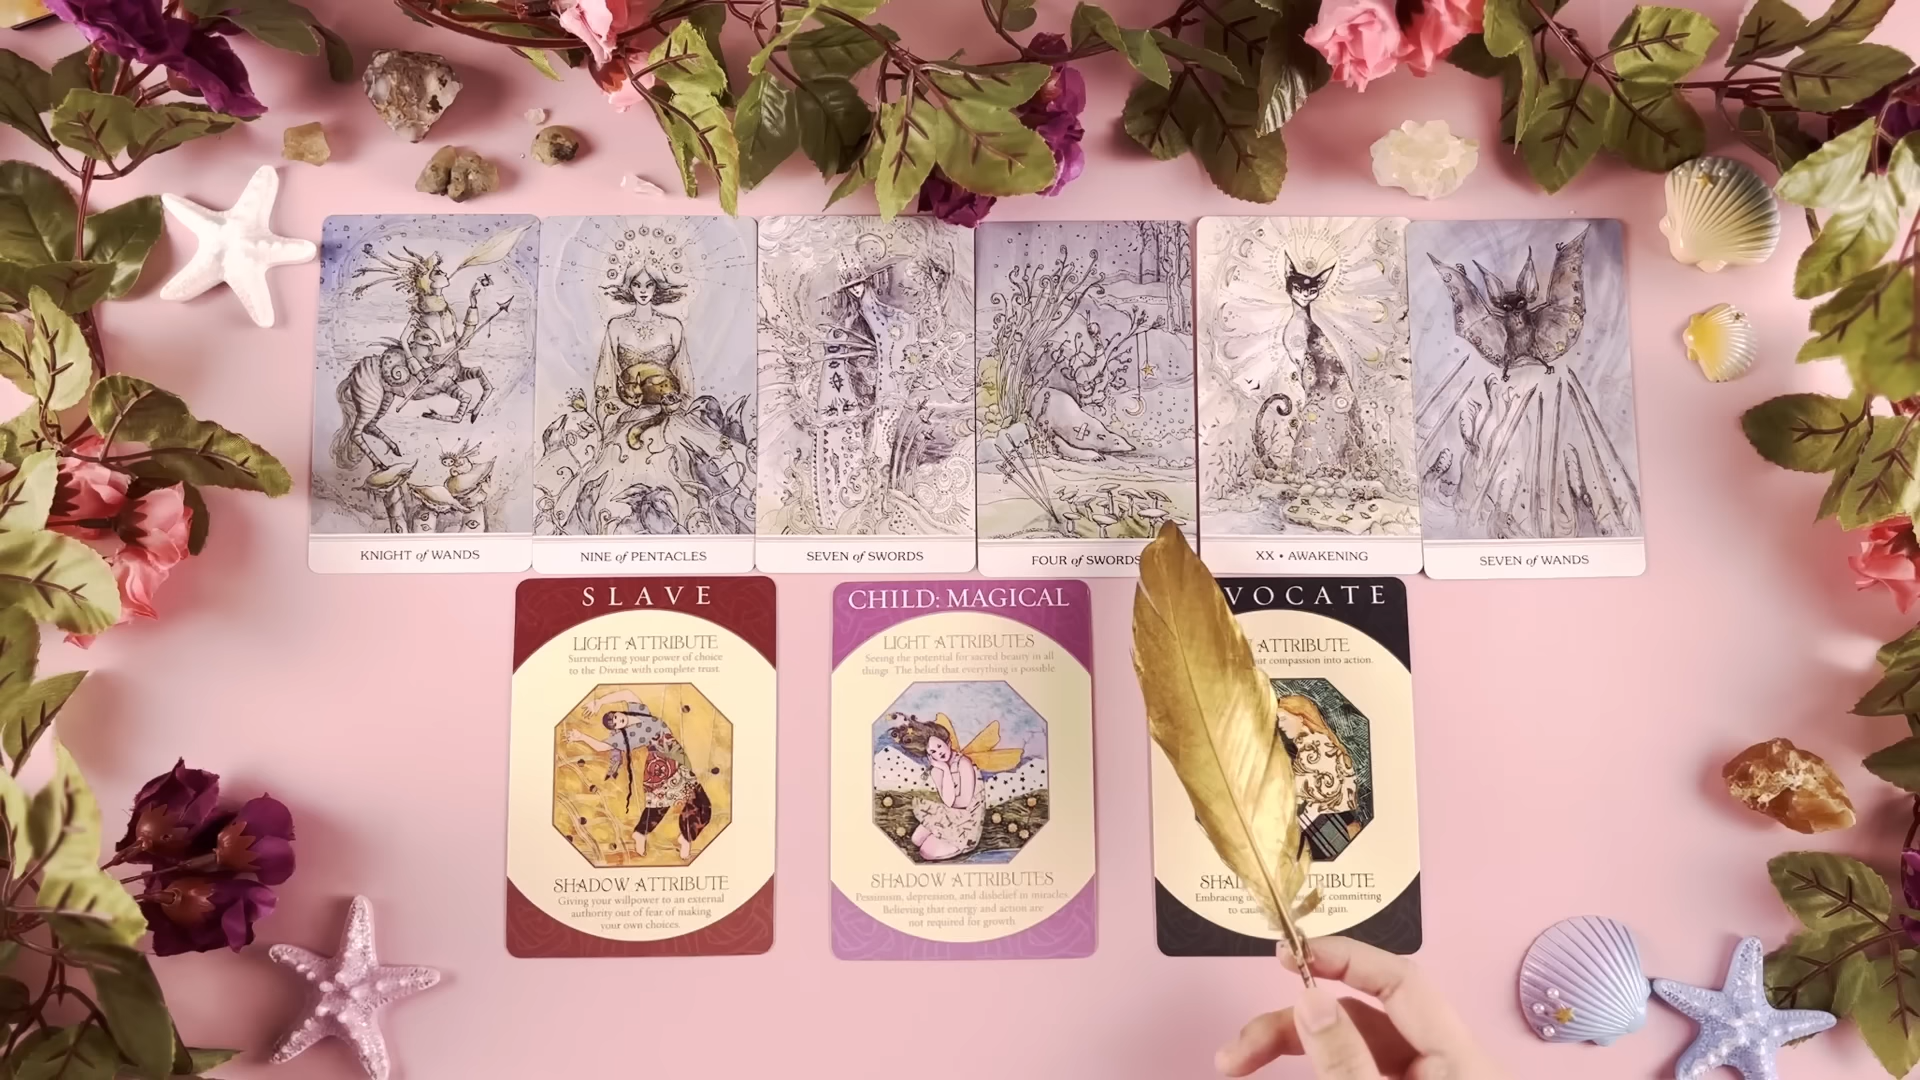 KNIGHT of WANDS
NINE of PENTACLES
SEVEN of SWORDS
FOUR of SWORDS
XX • AWAKENING
SEVEN of WANDS
SLAVE
LIGHT ATTRIBUTE
Surrendering your power of choice
to the Divine with complete trust.
SHADOW ATTRIBUTE
Giving your willpower to an external
authority out of fear of making
your own choices.
CHILD: MAGICAL
LIGHT ATTRIBUTES
Seeing the potential for sacred beauty in all
things. The belief that everything is possible.
SHADOW ATTRIBUTES
Pessimism, depression, and disbelief in miracles.
Believing that energy and action are
not required for growth.
VOCATE
ATTRIBUTE
compassion into action.
SHAD TRIBUTE
Embracing committing
to gain.